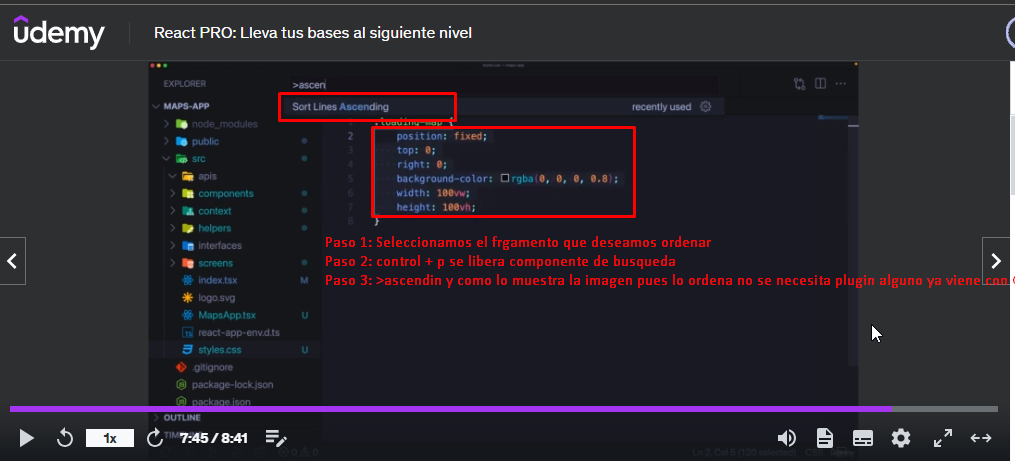 udemy
React PRO: Lleva tus bases al siguiente nivel
EXPLORER
>ascen
MAPS-APP
Sort Lines Ascending
recently used
node_modules
1
.loading-map {
public
2
position: fixed;
src
3
top: 0;
apis
4
right: 0;
components
5
background-color: rgba(0, 0, 0, 0.8);
context
6
width: 100vw;
helpers
7
height: 100vh;
interfaces
8
}
screens
Paso 1: Seleccionamos el frgamento que deseamos ordenar
Paso 2: control + p se libera componente de busqueda
Paso 3: >ascendin y como lo muestra la imagen pues lo ordena no se necesita plugin alguno ya viene con
index.tsx
M
logo.svg
MapsApp.tsx
U
react-app-env.d.ts
styles.css
U
.gitignore
package-lock.json
package.json
OUTLINE
1x
7:45 / 8:41